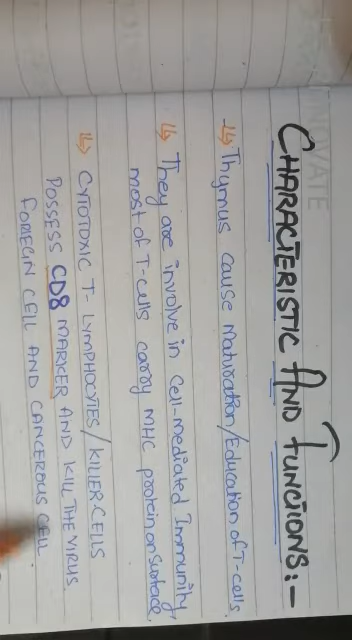 CHARACTERISTIC AND FUNCTIONS:-
↳ Thymus cause maturation/Education of T-cells.
↳ They are involve in Cell-mediated Immunity,
most of T-cells carry MHC protein on surface.
↳ CYTOTOXIC T-LYMPHOCYTES/KILLER CELLS
POSSESS CD8 MARKER AND KILL THE VIRUS
FOREIGN CELL AND CANCEROUS CELL